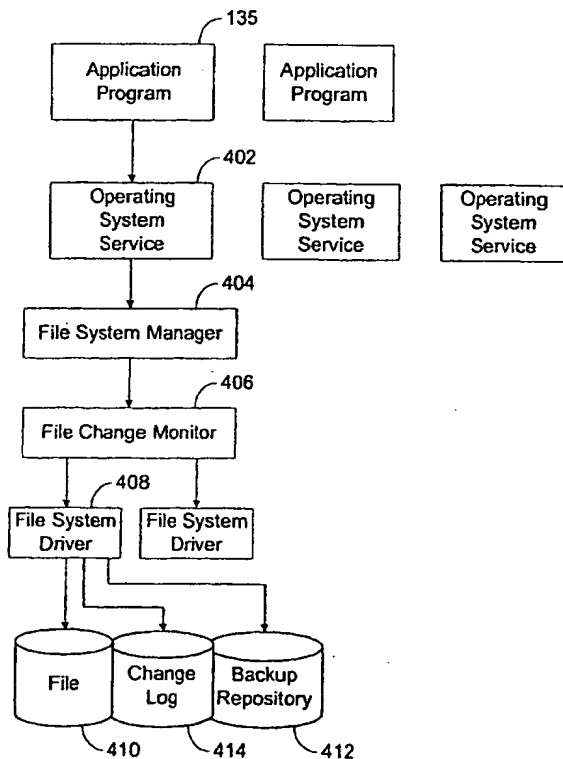 135
Application
Program
Application
Program
402
Operating
System
Service
Operating
System
Service
Operating
System
Service
404
File System Manager
406
File Change Monitor
408
File System
Driver
File System
Driver
File
Change
Log
Backup
Repository
410
414
412